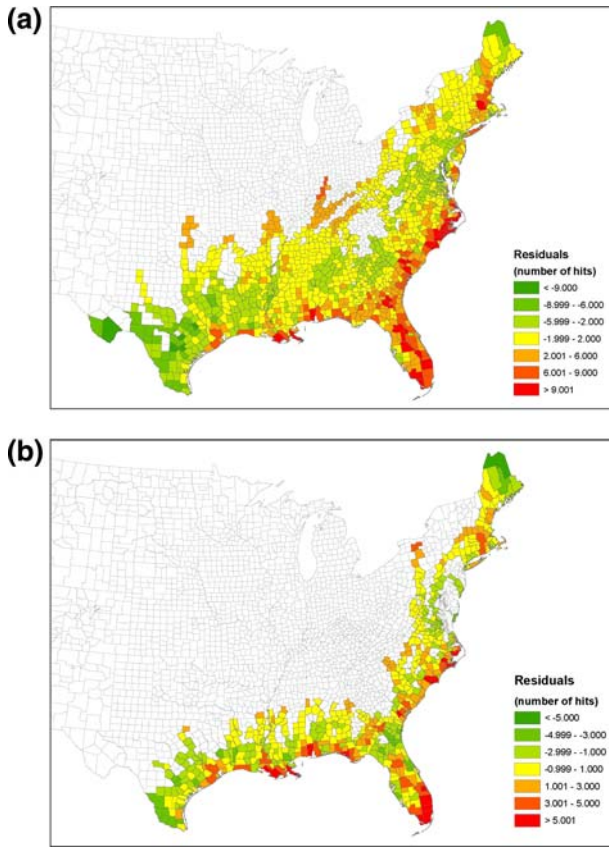 (a)
Residuals
(number of hits)
< -9.000
-8.999 - -6.000
-5.999 - -2.000
-1.999 - 2.000
2.001 - 6.000
6.001 - 9.000
> 9.001
(b)
Residuals
(number of hits)
< -5.000
-4.999 - -3.000
-2.999 - -1.000
-0.999 - 1.000
1.001 - 3.000
3.001 - 5.000
> 5.001